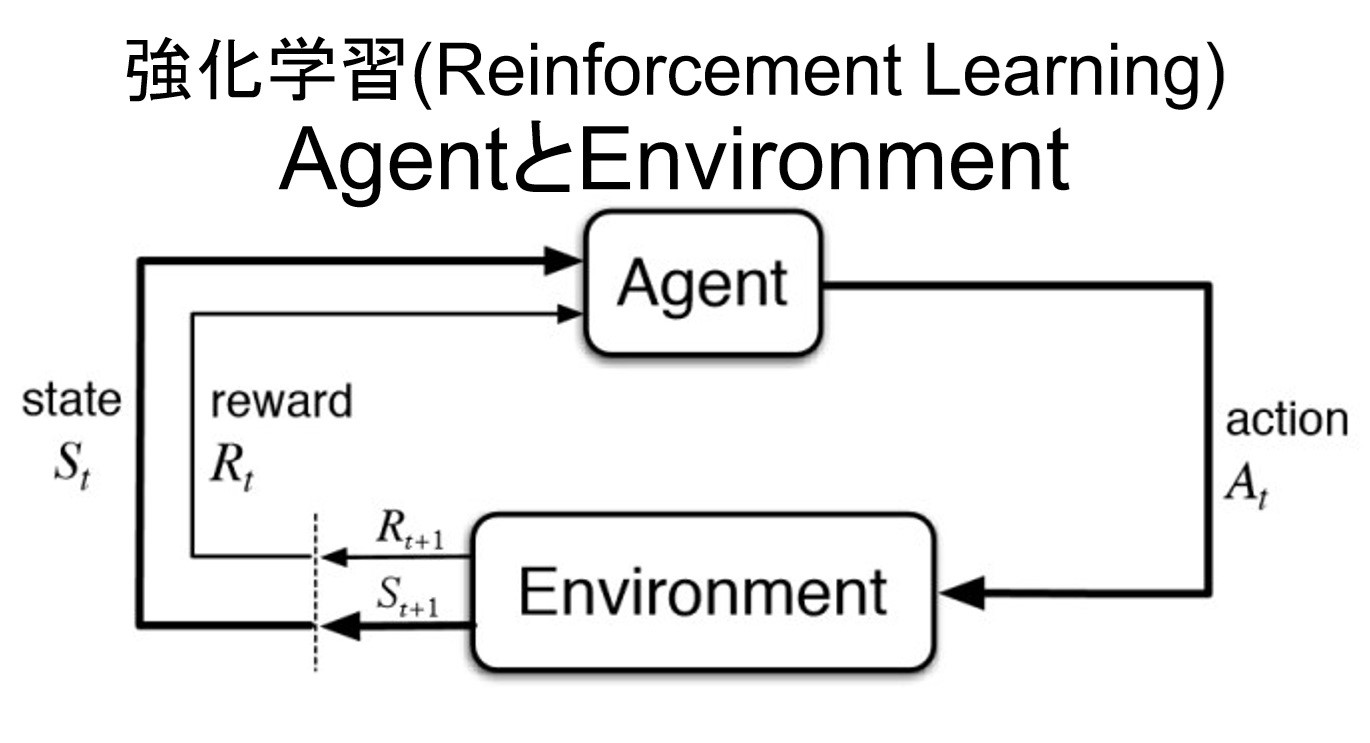 強化学習(Reinforcement Learning)
AgentとEnvironment
Agent
state
S_t
reward
R_t
action
A_t
R_{t+1}
S_{t+1}
Environment